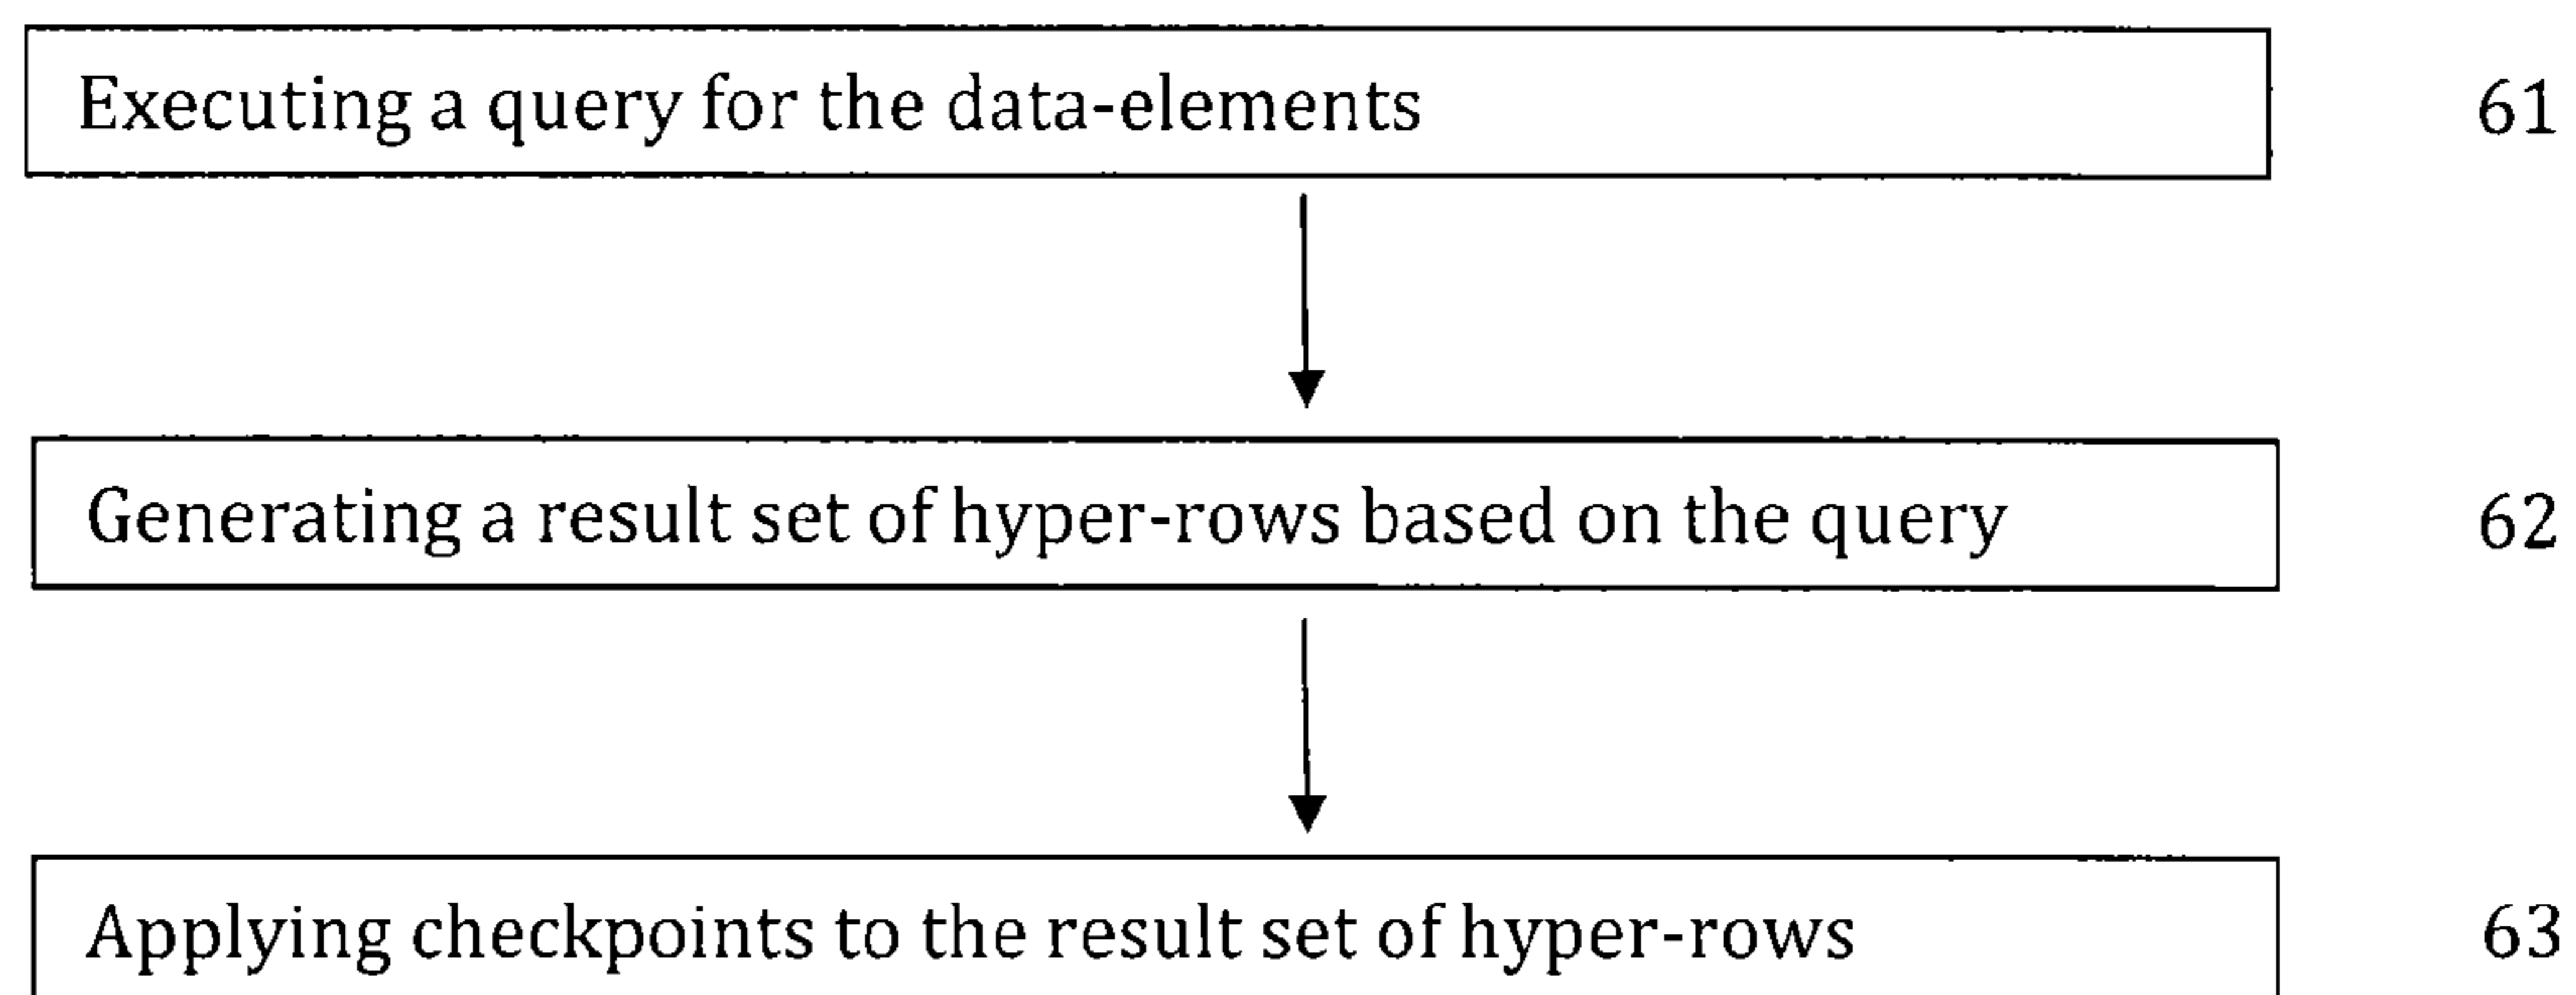 Executing a query for the data-elements 61
Generating a result set of hyper-rows based on the query 62
Applying checkpoints to the result set of hyper-rows 63